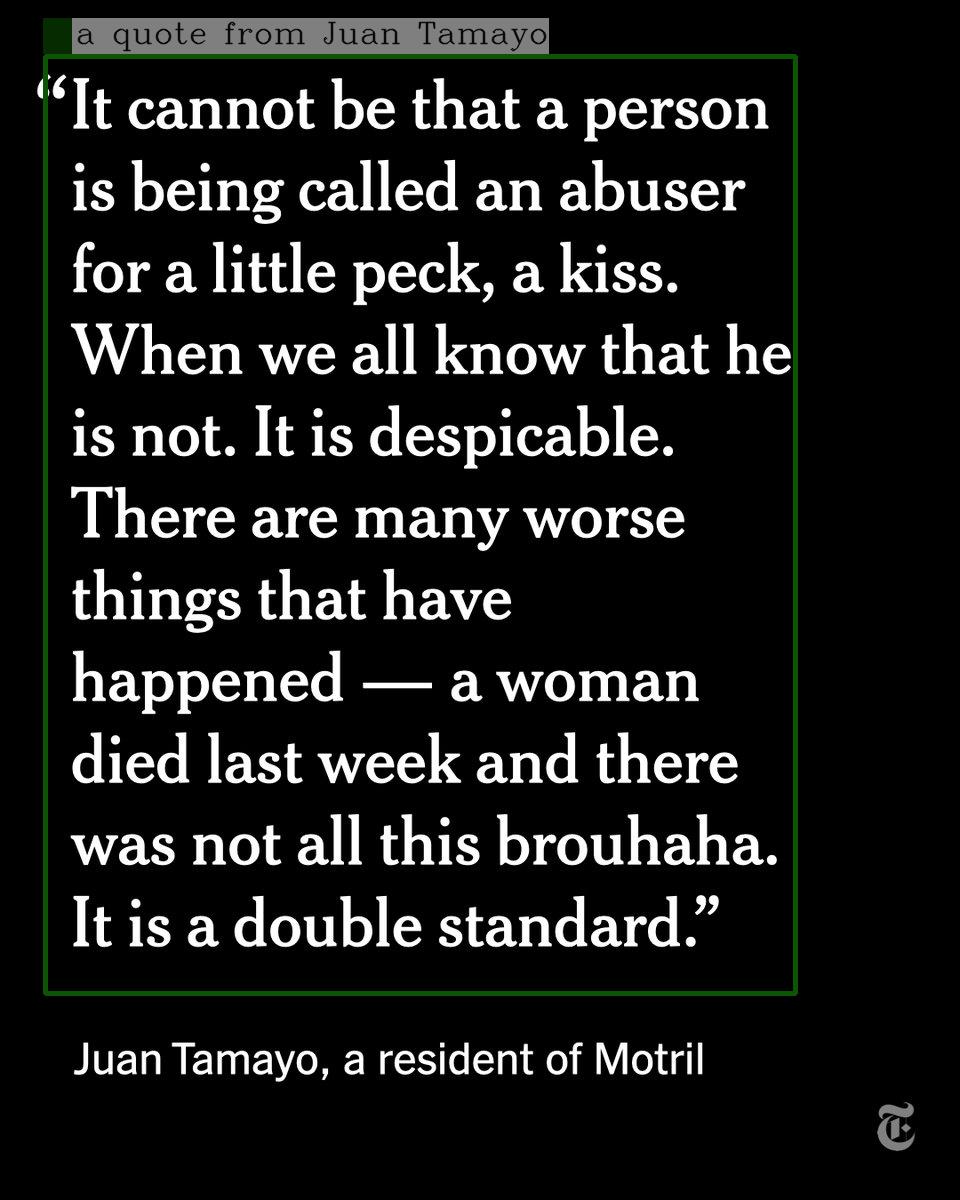 a quote from Juan Tamayo
“It cannot be that a person
is being called an abuser
for a little peck, a kiss.
When we all know that he
is not. It is despicable.
There are many worse
things that have
happened — a woman
died last week and there
was not all this brouhaha.
It is a double standard.”
Juan Tamayo, a resident of Motril
T